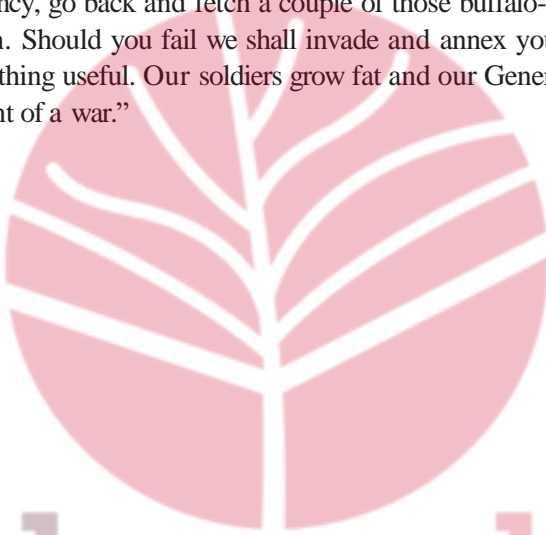 ncy, go back and fetch a couple of those buffalo-
n. Should you fail we shall invade and annex you
thing useful. Our soldiers grow fat and our Gener
nt of a war.”